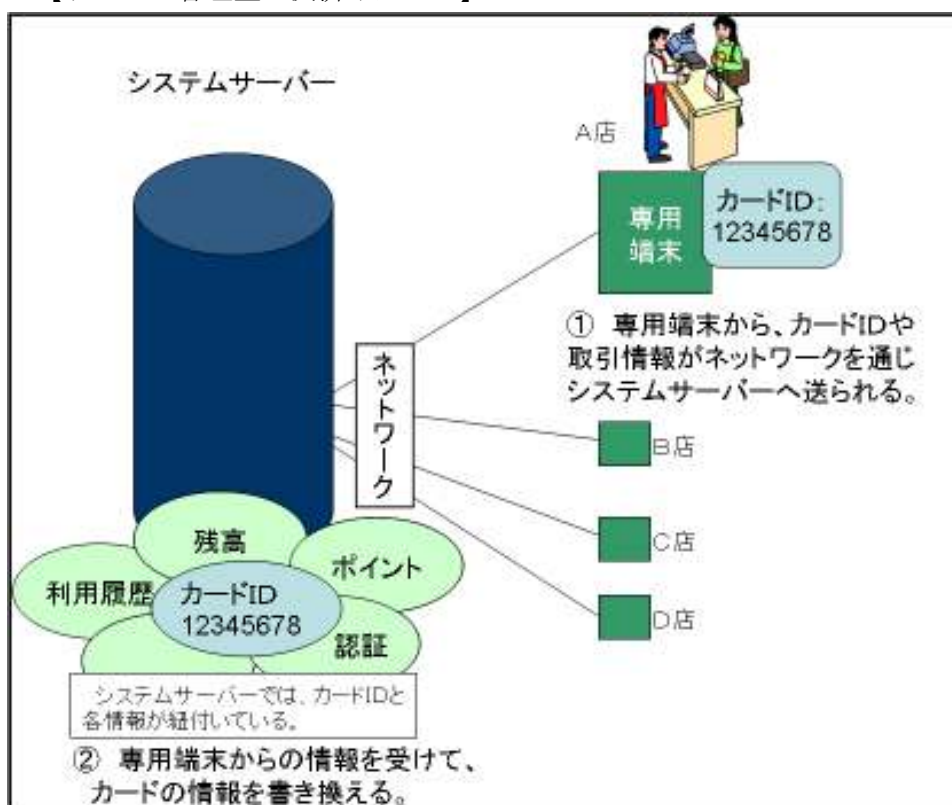 システムサーバー
A店
専用
端末
カードID:
12345678
① 専用端末から、カードIDや
取引情報がネットワークを通じ
システムサーバーへ送られる。
ネットワーク
B店
C店
D店
残高
ポイント
利用履歴
カードID
12345678
認証
システムサーバーでは、カードIDと
各情報が紐付いている。
② 専用端末からの情報を受けて、
カードの情報を書き換える。